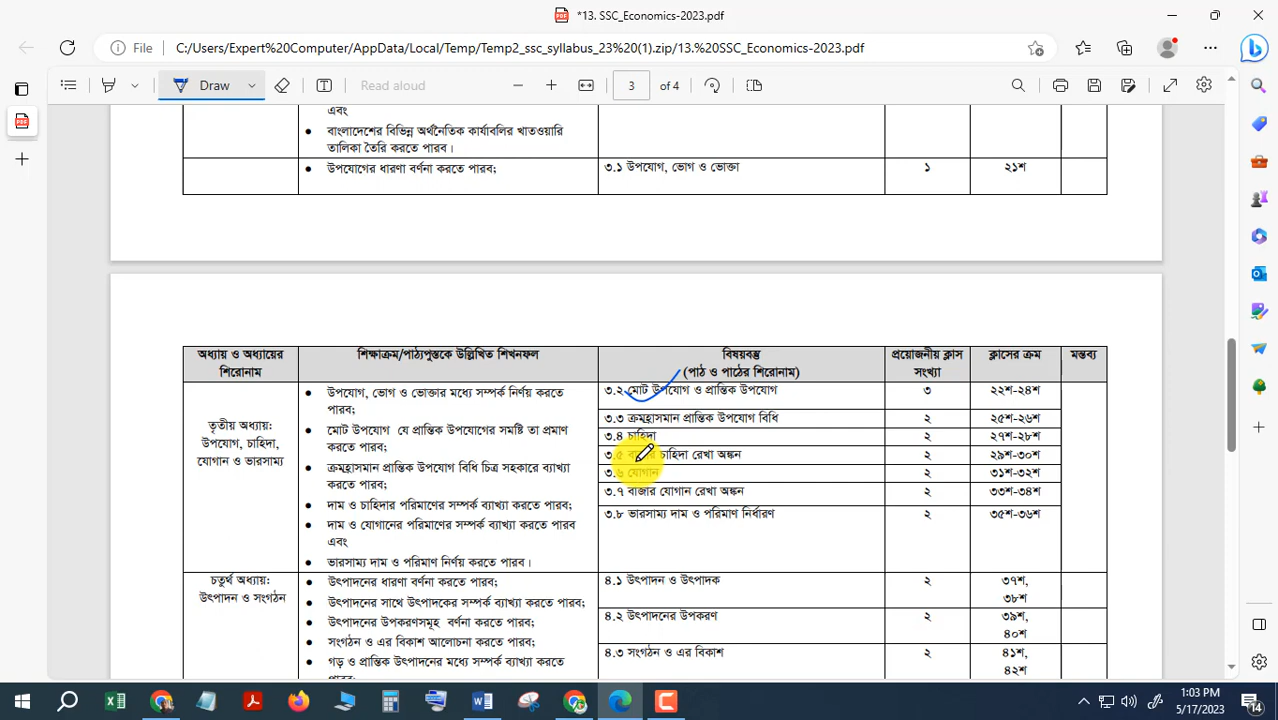 *13. SSC_Economics-2023.pdf
File
C:/Users/Expert%20Computer/AppData/Local/Temp/Temp2_ssc_syllabus_23%20(1).zip/13.%20SSC_Economics-2023.pdf
Draw
Read aloud
3 of 4
এবং
বাংলাদেশের বিভিন্ন অর্থনৈতিক কার্যাবলির খাতওয়ারি
তালিকা তৈরি করতে পারব।
উপযোগের ধারণা বর্ণনা করতে পারব;
৩.১ উপযোগ, ভোগ ও ভোক্তা
১
২১শ
অধ্যায় ও অধ্যায়ের
শিরোনাম
শিক্ষাক্রম/পাঠ্যপুস্তকে উল্লিখিত শিখনফল
বিষয়বস্তু
(পাঠ ও পাঠের শিরোনাম)
প্রয়োজনীয় ক্লাস
সংখ্যা
ক্লাসের ক্রম
মন্তব্য
তৃতীয় অধ্যায়:
উপযোগ, চাহিদা,
যোগান ও ভারসাম্য
উপযোগ, ভোগ ও ভোক্তার মধ্যে সম্পর্ক নির্ণয় করতে
পারব;
মোট উপযোগ যে প্রান্তিক উপযোগের সমষ্টি তা প্রমাণ
করতে পারব;
ক্রমহ্রাসমান প্রান্তিক উপযোগ বিধি চিত্র সহকারে ব্যাখ্যা
করতে পারব;
দাম ও চাহিদার পরিমাণের সম্পর্ক ব্যাখ্যা করতে পারব;
দাম ও যোগানের পরিমাণের সম্পর্ক ব্যাখ্যা করতে পারব
এবং
ভারসাম্য দাম ও পরিমাণ নির্ণয় করতে পারব।
৩.২ মোট উপযোগ ও প্রান্তিক উপযোগ
৩
২২শ-২৪শ
৩.৩ ক্রমহ্রাসমান প্রান্তিক উপযোগ বিধি
২
২৫শ-২৬শ
৩.৪ চাহিদা
২
২৭শ-২৮শ
৩.৫ বাজার চাহিদা রেখা অঙ্কন
২
২৯শ-৩০শ
৩.৬ যোগান
২
৩১শ-৩২শ
৩.৭ বাজার যোগান রেখা অঙ্কন
২
৩৩শ-৩৪শ
৩.৮ ভারসাম্য দাম ও পরিমাণ নির্ধারণ
২
৩৫শ-৩৬শ
চতুর্থ অধ্যায়:
উৎপাদন ও সংগঠন
উৎপাদনের ধারণা বর্ণনা করতে পারব;
উৎপাদনের সাথে উৎপাদকের সম্পর্ক ব্যাখ্যা করতে পারব;
উৎপাদনের উপকরণসমূহ বর্ণনা করতে পারব;
সংগঠন ও এর বিকাশ আলোচনা করতে পারব;
গড় ও প্রান্তিক উৎপাদনের মধ্যে সম্পর্ক ব্যাখ্যা করতে
৪.১ উৎপাদন ও উৎপাদক
২
৩৭শ,
৩৮শ
৪.২ উৎপাদনের উপকরণ
২
৩৯শ,
৪০শ
৪.৩ সংগঠন ও এর বিকাশ
২
৪১শ,
৪২শ
1:03 PM
5/17/2023
14